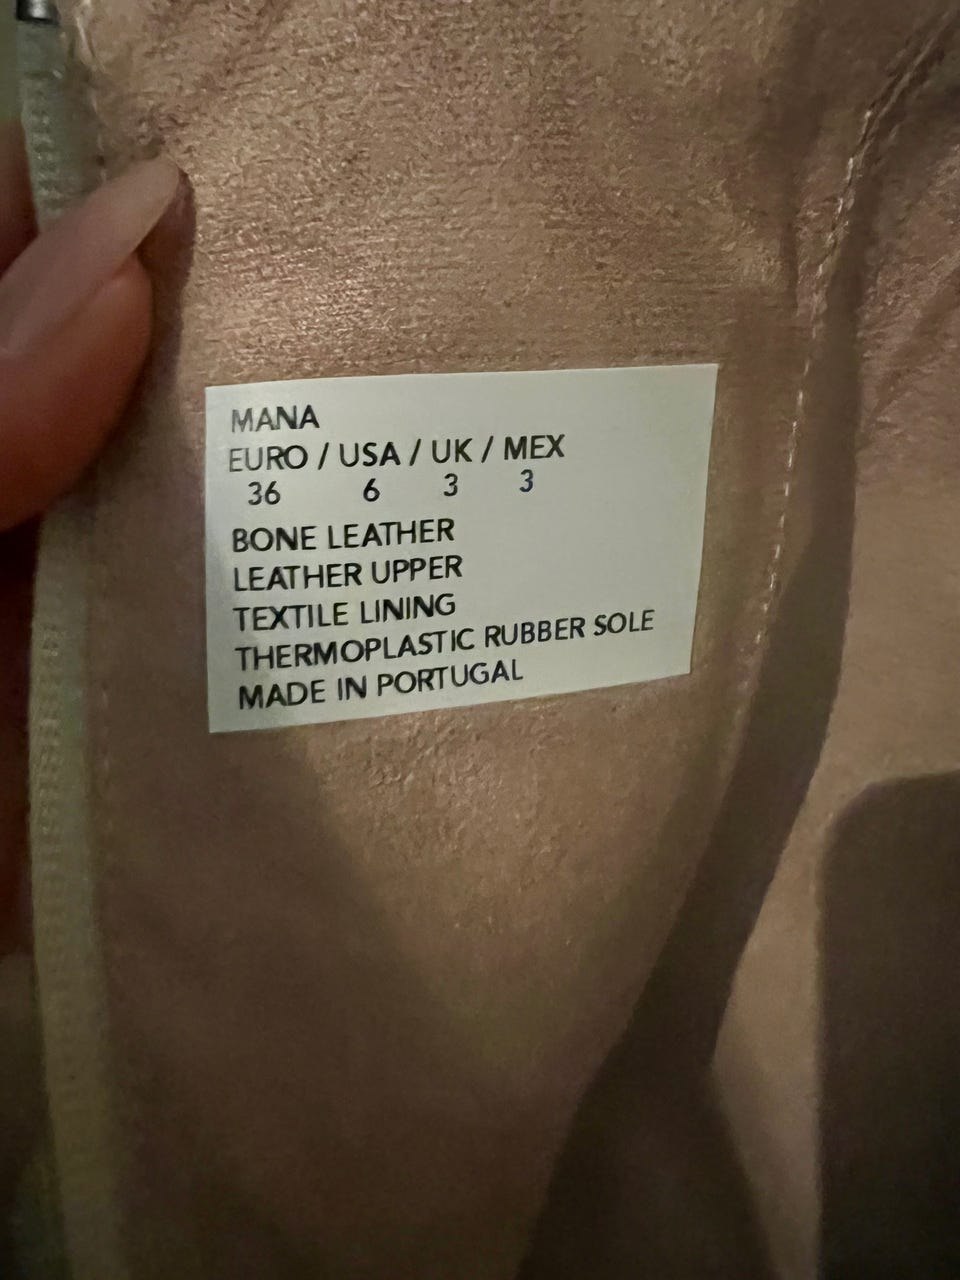 MANA
EURO / USA / UK / MEX
36 6 3 3
BONE LEATHER
LEATHER UPPER
TEXTILE LINING
THERMOPLASTIC RUBBER SOLE
MADE IN PORTUGAL